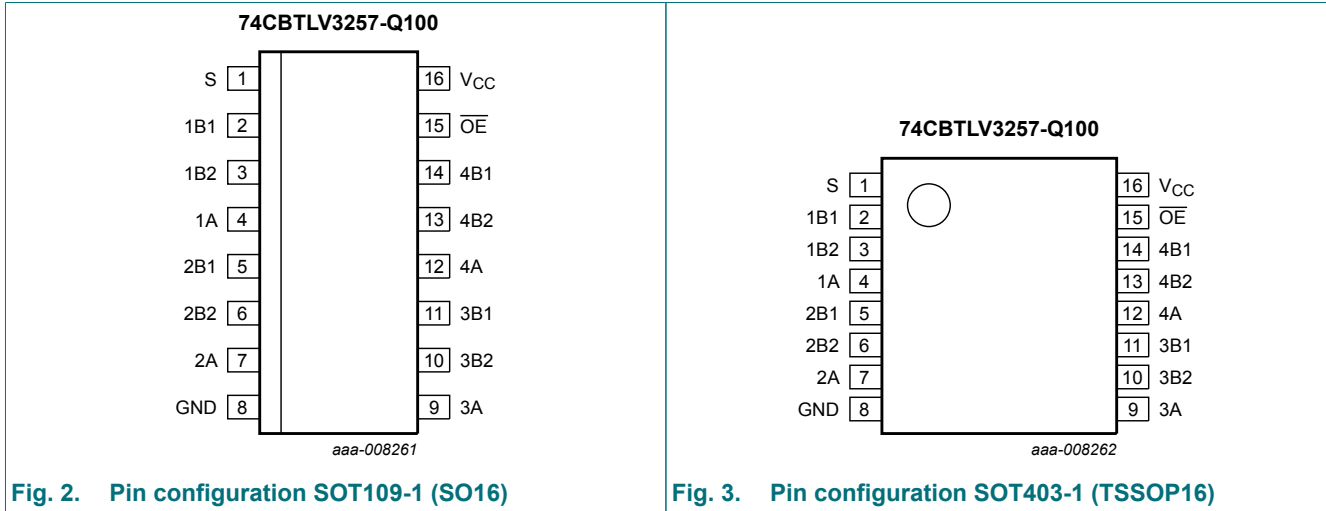 74CBTLV3257-Q100
S 1 16 VCC
1B1 2 15 OE
1B2 3 14 4B1
1A 4 13 4B2
2B1 5 12 4A
2B2 6 11 3B1
2A 7 10 3B2
GND 8 9 3A
aaa-008261
Fig. 2. Pin configuration SOT109-1 (SO16)
74CBTLV3257-Q100
S 1 16 VCC
1B1 2 15 OE
1B2 3 14 4B1
1A 4 13 4B2
2B1 5 12 4A
2B2 6 11 3B1
2A 7 10 3B2
GND 8 9 3A
aaa-008262
Fig. 3. Pin configuration SOT403-1 (TSSOP16)